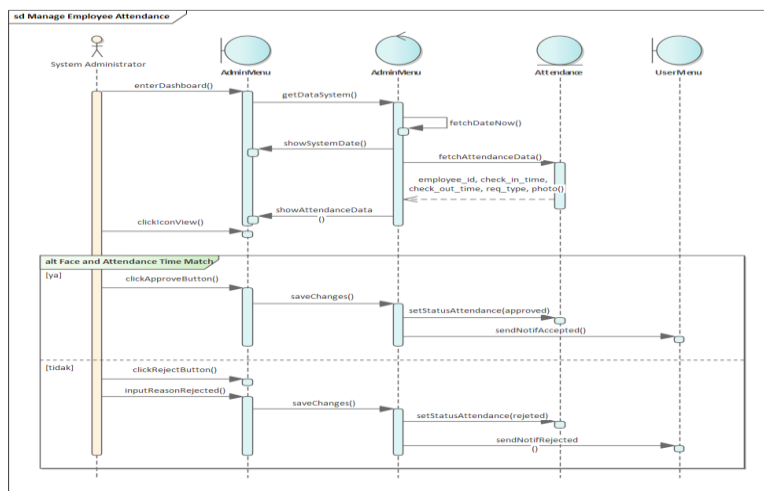 sd Manage Employee Attendance
System Administrator
AdminMenu
AdminMenu
Attendance
UserMenu
enterDashboard()
getDataSystem()
fetchDateNow()
showSystemDate()
fetchAttendanceData()
employee_id, check_in_time,
check_out_time, req_type, photo()
showAttendanceData
()
clickIconView()
alt Face and Attendance Time Match
[ya]
clickApproveButton()
saveChanges()
setStatusAttendance(approved)
sendNotifAccepted()
[tidak]
clickRejectButton()
inputReasonRejected()
saveChanges()
setStatusAttendance(rejeted)
sendNotifRejected
()